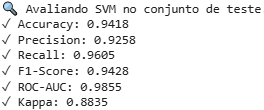 🔍 Avaliando SVM no conjunto de teste
✓ Accuracy: 0.9418
✓ Precision: 0.9258
✓ Recall: 0.9605
✓ F1-Score: 0.9428
✓ ROC-AUC: 0.9855
✓ Kappa: 0.8835